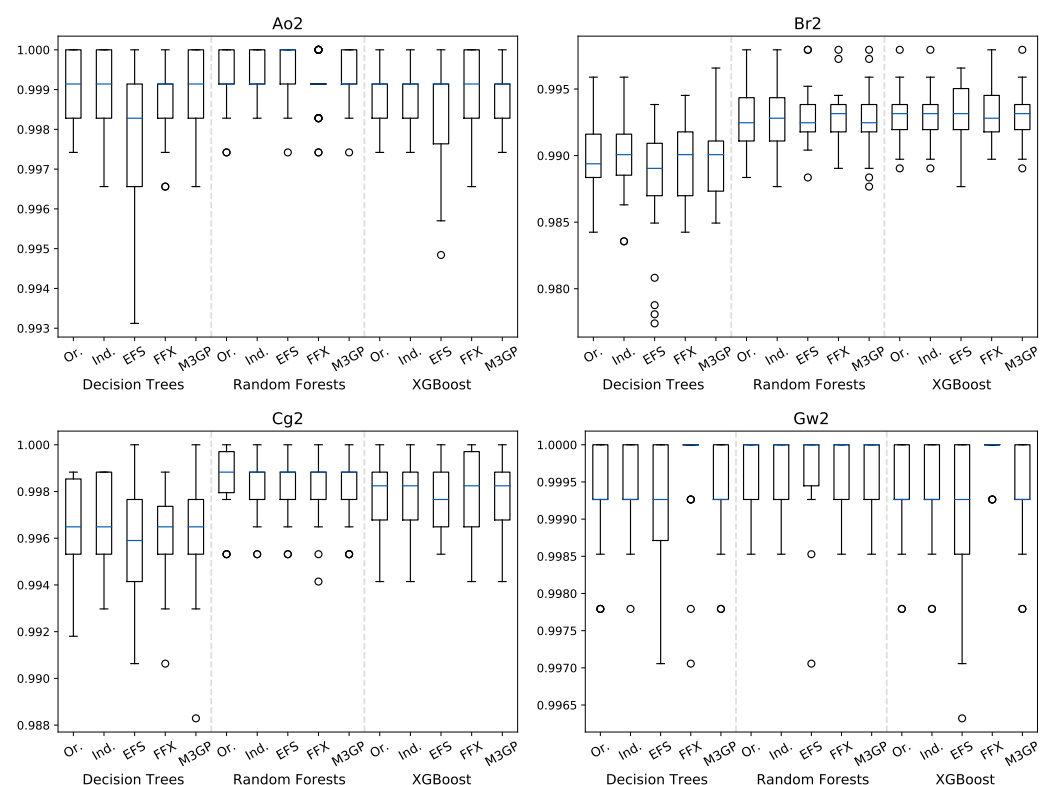 Ao2
1.000
0.999
0.998
0.997
0.996
0.995
0.994
0.993
Or. Ind. EFS FFX M3GP Or. Ind. EFS FFX M3GP Or. Ind. EFS FFX M3GP
Decision Trees Random Forests XGBoost
Br2
0.995
0.990
0.985
0.980
Or. Ind. EFS FFX M3GP Or. Ind. EFS FFX M3GP Or. Ind. EFS FFX M3GP
Decision Trees Random Forests XGBoost
Cg2
1.000
0.998
0.996
0.994
0.992
0.990
0.988
Or. Ind. EFS FFX M3GP Or. Ind. EFS FFX M3GP Or. Ind. EFS FFX M3GP
Decision Trees Random Forests XGBoost
Gw2
1.0000
0.9995
0.9990
0.9985
0.9980
0.9975
0.9970
0.9965
Or. Ind. EFS FFX M3GP Or. Ind. EFS FFX M3GP Or. Ind. EFS FFX M3GP
Decision Trees Random Forests XGBoost